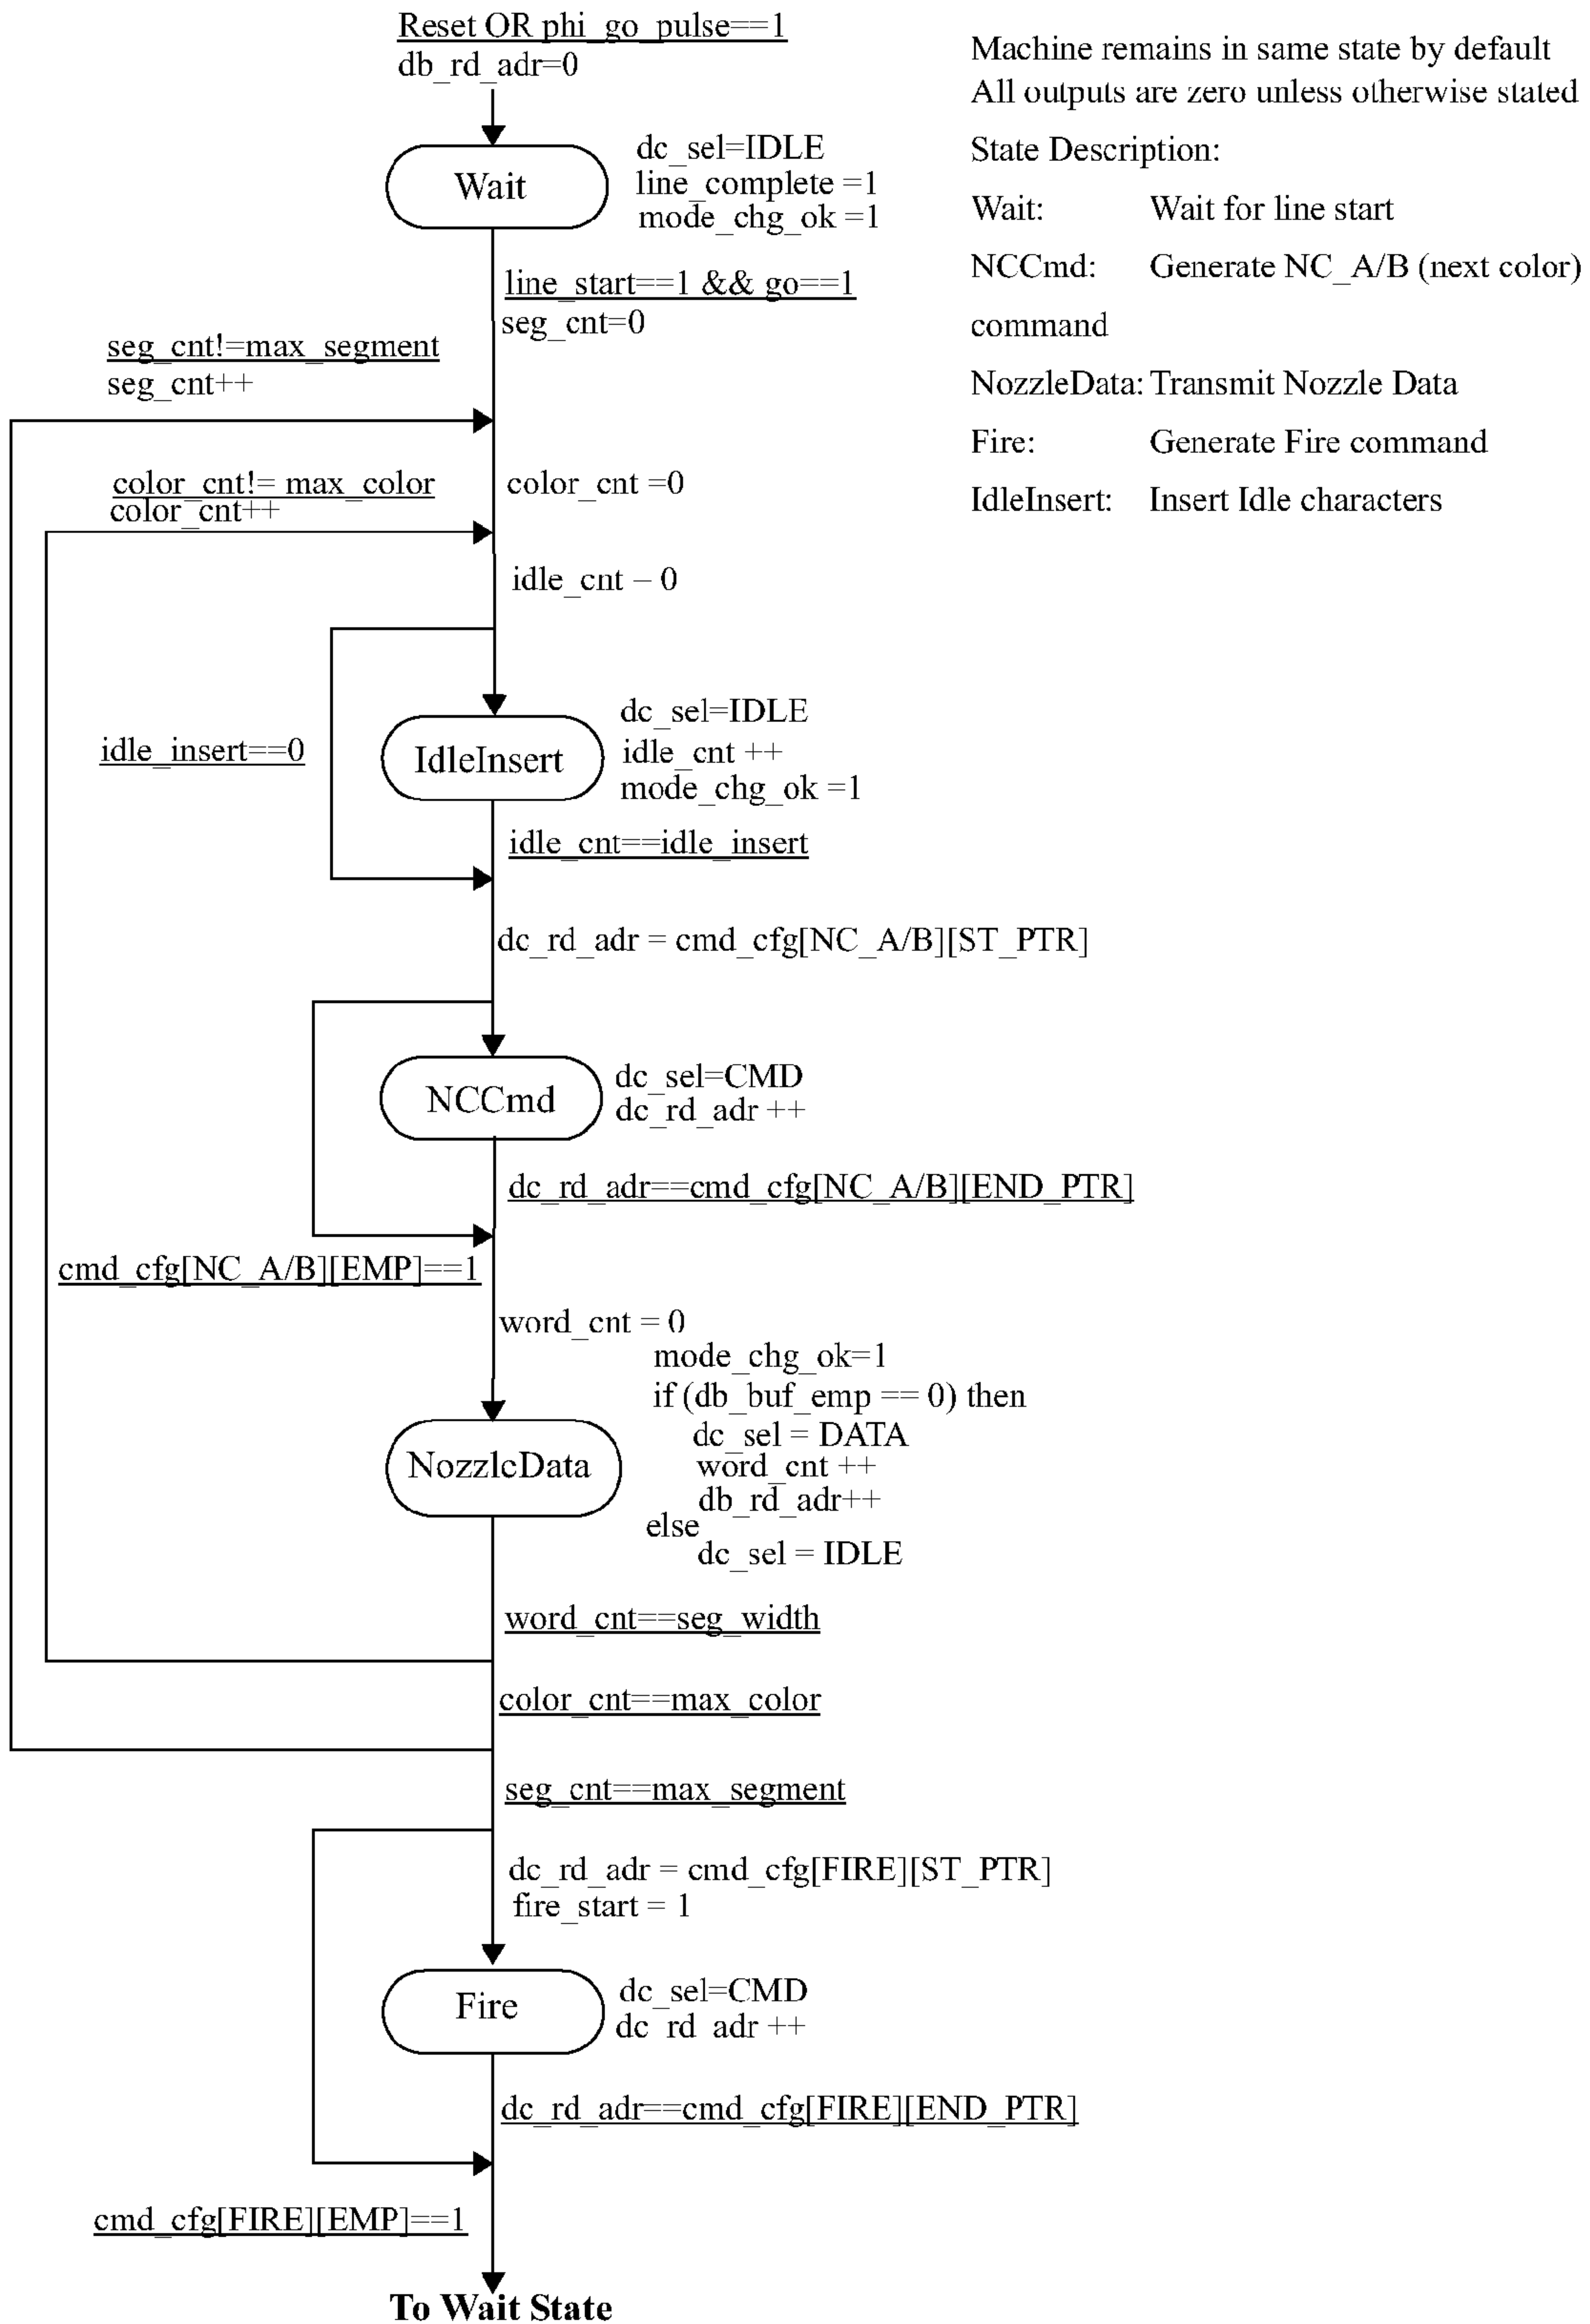 Reset OR phi_go_pulse==1
db_rd_adr=0
Wait
dc_sel=IDLE
line_complete =1
mode_chg_ok =1
line_start==1 && go==1
seg_cnt=0
seg_cnt!=max_segment
seg_cnt++
color_cnt!= max_color
color_cnt++
color_cnt =0
idle_cnt – 0
idle_insert==0
IdleInsert
dc_sel=IDLE
idle_cnt ++
mode_chg_ok =1
idle_cnt==idle_insert
dc_rd_adr = cmd_cfg[NC_A/B][ST_PTR]
NCCmd
dc_sel=CMD
dc_rd_adr ++
dc_rd_adr==cmd_cfg[NC_A/B][END_PTR]
cmd_cfg[NC_A/B][EMP]==1
word_cnt = 0
NozzleData
mode_chg_ok=1
if (db_buf_emp == 0) then
dc_sel = DATA
word_cnt ++
db_rd_adr++
else
dc_sel = IDLE
word_cnt==seg_width
color_cnt==max_color
seg_cnt==max_segment
dc_rd_adr = cmd_cfg[FIRE][ST_PTR]
fire_start = 1
Fire
dc_sel=CMD
dc_rd_adr ++
dc_rd_adr==cmd_cfg[FIRE][END_PTR]
cmd_cfg[FIRE][EMP]==1
To Wait State
Machine remains in same state by default
All outputs are zero unless otherwise stated
State Description:
Wait: Wait for line start
NCCmd: Generate NC_A/B (next color)
command
NozzleData: Transmit Nozzle Data
Fire: Generate Fire command
IdleInsert: Insert Idle characters